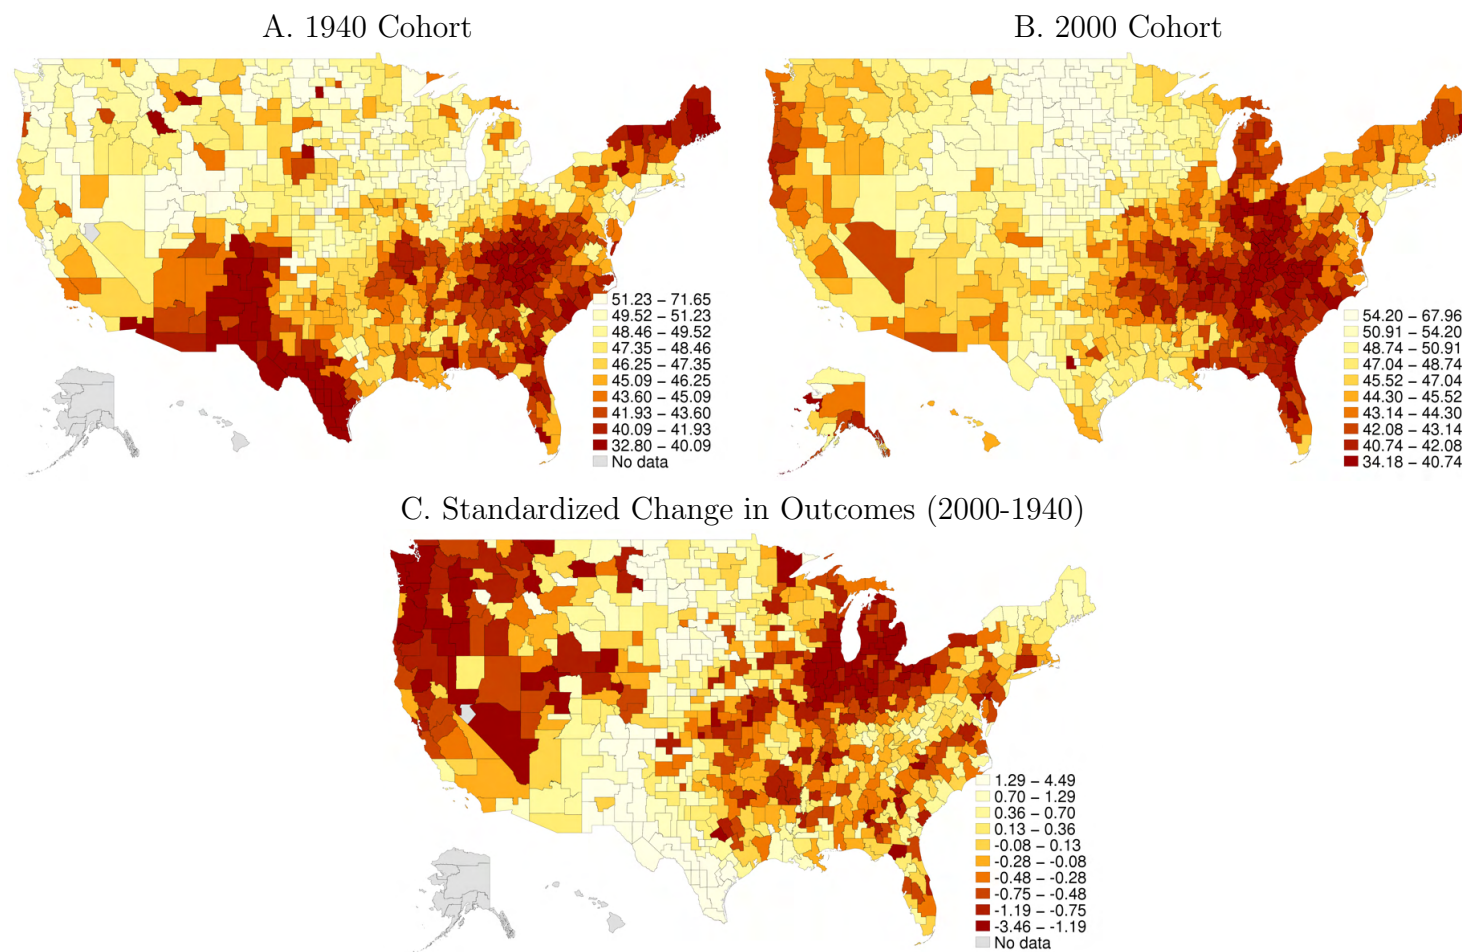 A. 1940 Cohort
51.23 – 71.65
49.52 – 51.23
48.46 – 49.52
47.35 – 48.46
46.25 – 47.35
45.09 – 46.25
43.60 – 45.09
41.93 – 43.60
40.09 – 41.93
32.80 – 40.09
No data
B. 2000 Cohort
54.20 – 67.96
50.91 – 54.20
48.74 – 50.91
47.04 – 48.74
45.52 – 47.04
44.30 – 45.52
43.14 – 44.30
42.08 – 43.14
40.74 – 42.08
34.18 – 40.74
C. Standardized Change in Outcomes (2000-1940)
1.29 – 4.49
0.70 – 1.29
0.36 – 0.70
0.13 – 0.36
-0.08 – 0.13
-0.28 – -0.08
-0.48 – -0.28
-0.75 – -0.48
-1.19 – -0.75
-3.46 – -1.19
No data